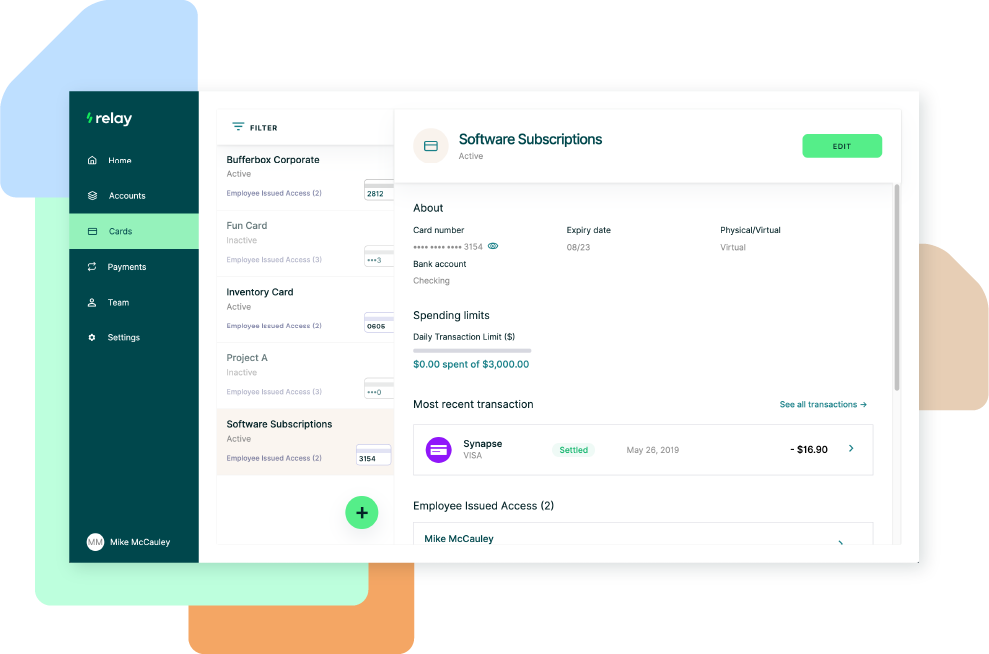 relay
Home
Accounts
Cards
Payments
Team
Settings
MM Mike McCauley
FILTER
Bufferbox Corporate
Active
Employee Issued Access (2)
2812
Fun Card
Inactive
Employee Issued Access (3)
•••3
Inventory Card
Active
Employee Issued Access (2)
0605
Project A
Inactive
Employee Issued Access (3)
•••0
Software Subscriptions
Active
Employee Issued Access (2)
3154
+
Software Subscriptions
Active
EDIT
About
Card number Expiry date Physical/Virtual
•••• •••• •••• 3154 08/23 Virtual
Bank account
Checking
Spending limits
Daily Transaction Limit ($)
$0.00 spent of $3,000.00
Most recent transaction See all transactions →
Synapse
VISA
Settled
May 26, 2019
- $16.90
Employee Issued Access (2)
Mike McCauley